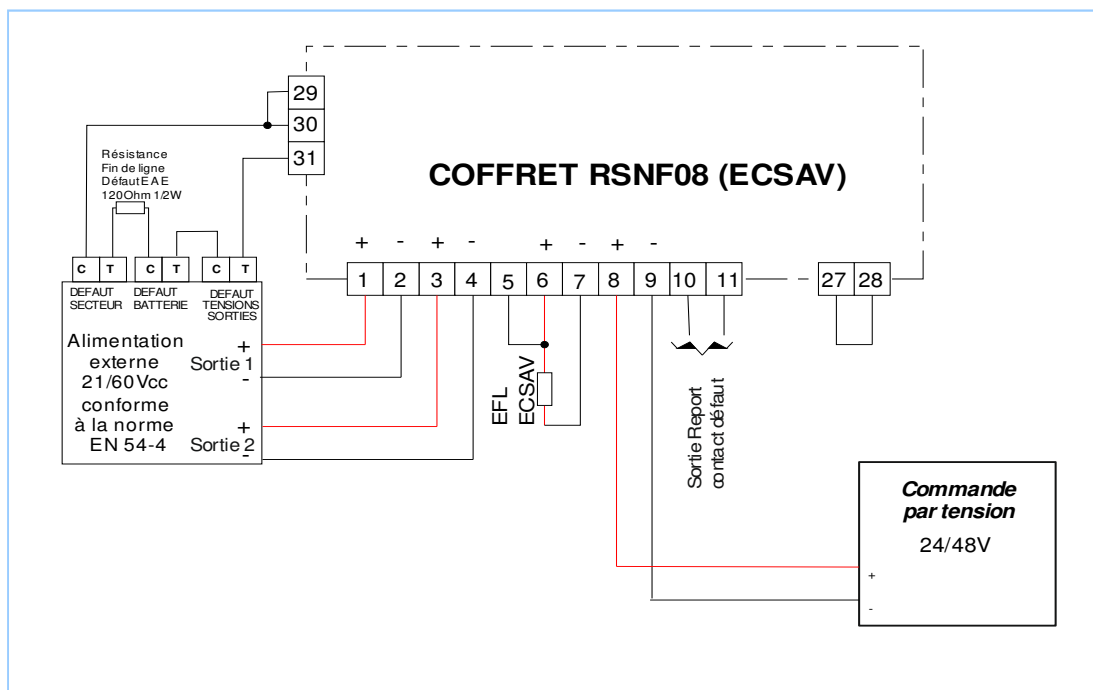 29
30
31
Résistance
Fin de ligne
Défaut EAE
120Ohm 1/2W
COFFRET RSNF08 (ECSAV)
+ - + - + - + -
1 2 3 4 5 6 7 8 9 10 11 27 28
C T C T C T
DEFAUT
SECTEUR
DEFAUT
BATTERIE
DEFAUT
TENSIONS
SORTIES
Alimentation
externe
21/60Vcc
conforme
à la norme
EN 54-4
+
Sortie 1
-
+
Sortie 2
-
EFL
ECSAV
Sortie Report
contact défaut
Commande
par tension
24/48V
+
-